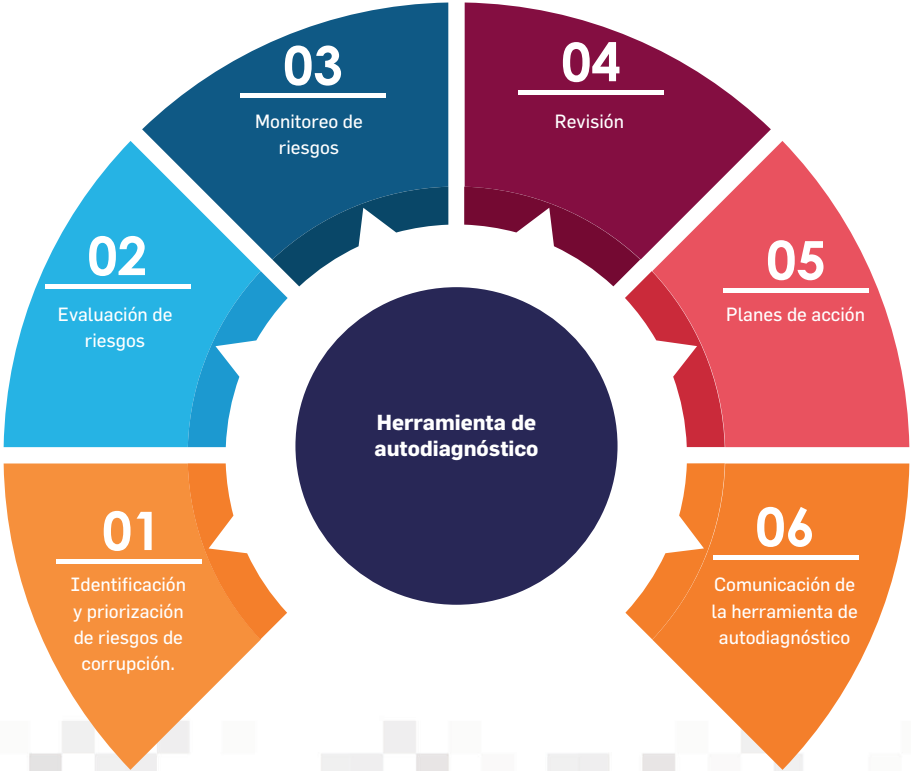 01
Identificación
y priorización
de riesgos de
corrupción.
02
Evaluación de
riesgos
03
Monitoreo de
riesgos
04
Revisión
05
Planes de acción
06
Comunicación de
la herramienta de
autodiagnóstico
Herramienta de
autodiagnóstico